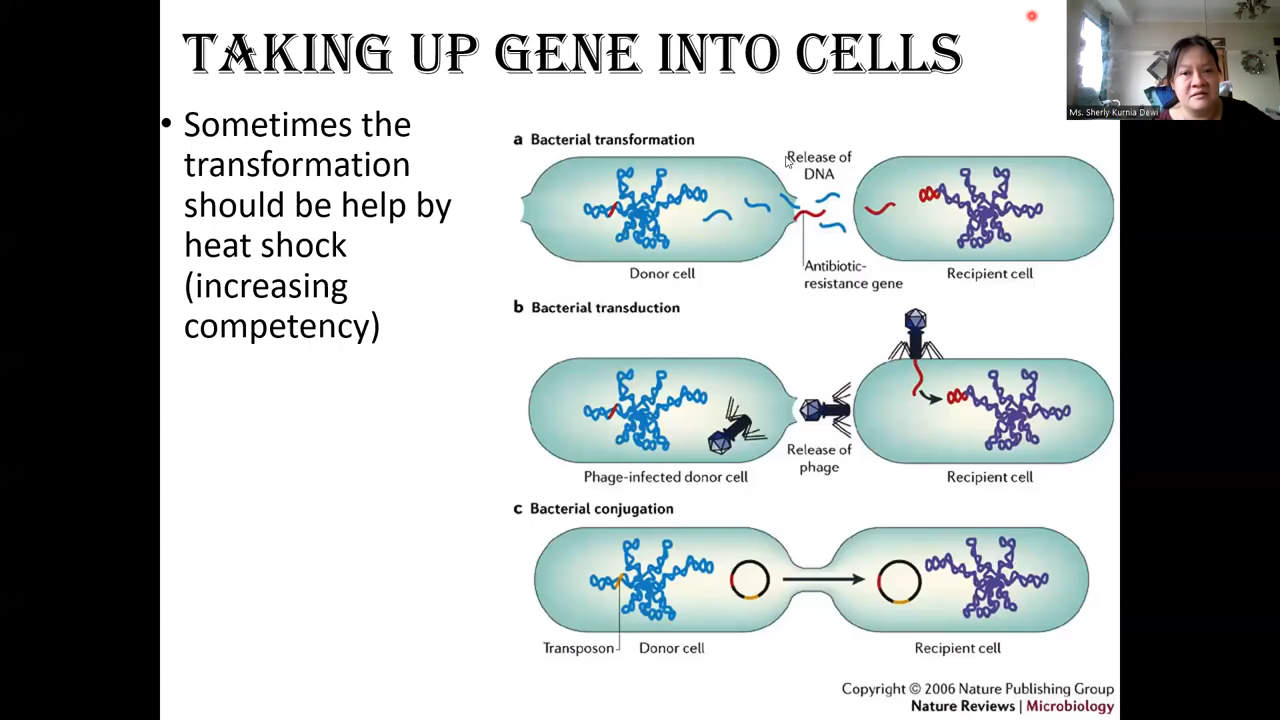 TAKING UP GENE INTO CELLS
Ms. Sherly Kurnia Dewi
• Sometimes the
transformation
should be help by
heat shock
(increasing
competency)
a Bacterial transformation
Release of
DNA
Donor cell
Antibiotic-
resistance gene
Recipient cell
b Bacterial transduction
Phage-infected donor cell
Release of
phage
Recipient cell
c Bacterial conjugation
Transposon
Donor cell
Recipient cell
Copyright © 2006 Nature Publishing Group
Nature Reviews | Microbiology